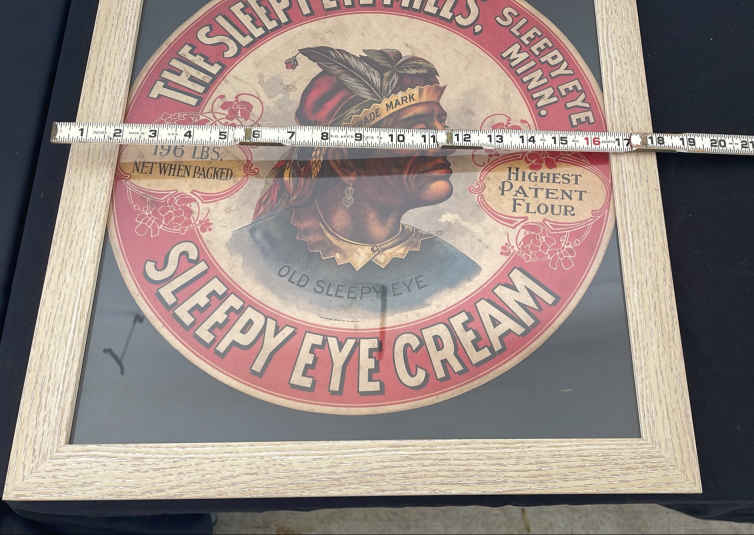 THE SLEEPY EYE MILLS,
SLEEPY EYE
MINN.
TRADE MARK
1 2 3 4 5 6 7 8 9 10 11 12 13 14 15 16 17 18 19 20 21
196 LBS.
NET WHEN PACKED
HIGHEST
PATENT
FLOUR
OLD SLEEPY EYE
SLEEPY EYE CREAM